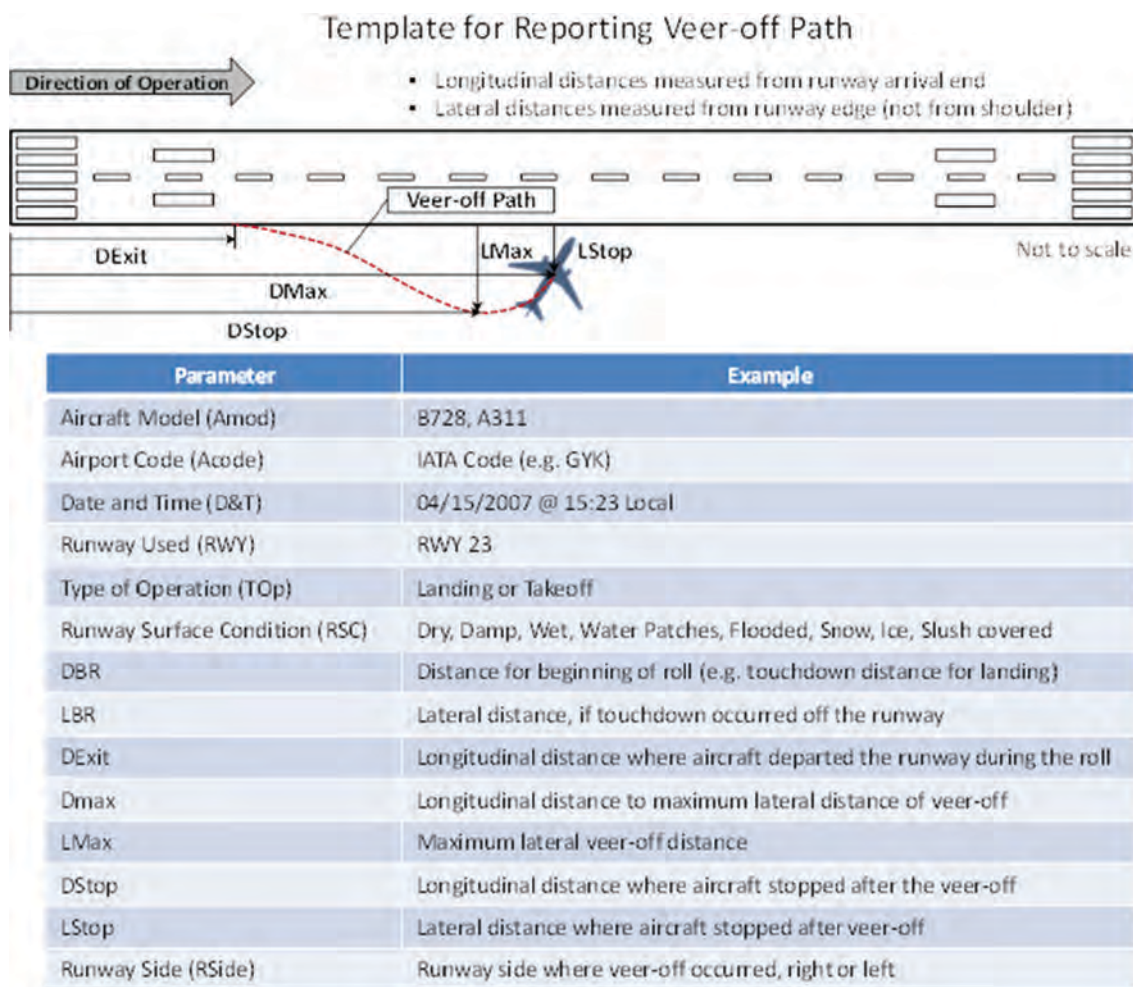 Template for Reporting Veer-off Path
Direction of Operation
▪ Longitudinal distances measured from runway arrival end
▪ Lateral distances measured from runway edge (not from shoulder)
Veer-off Path
DExit
LMax
LStop
Not to scale
DMax
DStop
Parameter Example
Aircraft Model (Amod) B728, A311
Airport Code (Acode) IATA Code (e.g. GYK)
Date and Time (D&T) 04/15/2007 @ 15:23 Local
Runway Used (RWY) RWY 23
Type of Operation (TOp) Landing or Takeoff
Runway Surface Condition (RSC) Dry, Damp, Wet, Water Patches, Flooded, Snow, Ice, Slush covered
DBR Distance for beginning of roll (e.g. touchdown distance for landing)
LBR Lateral distance, if touchdown occurred off the runway
DExit Longitudinal distance where aircraft departed the runway during the roll
Dmax Longitudinal distance to maximum lateral distance of veer-off
LMax Maximum lateral veer-off distance
DStop Longitudinal distance where aircraft stopped after the veer-off
LStop Lateral distance where aircraft stopped after veer-off
Runway Side (RSide) Runway side where veer-off occurred, right or left